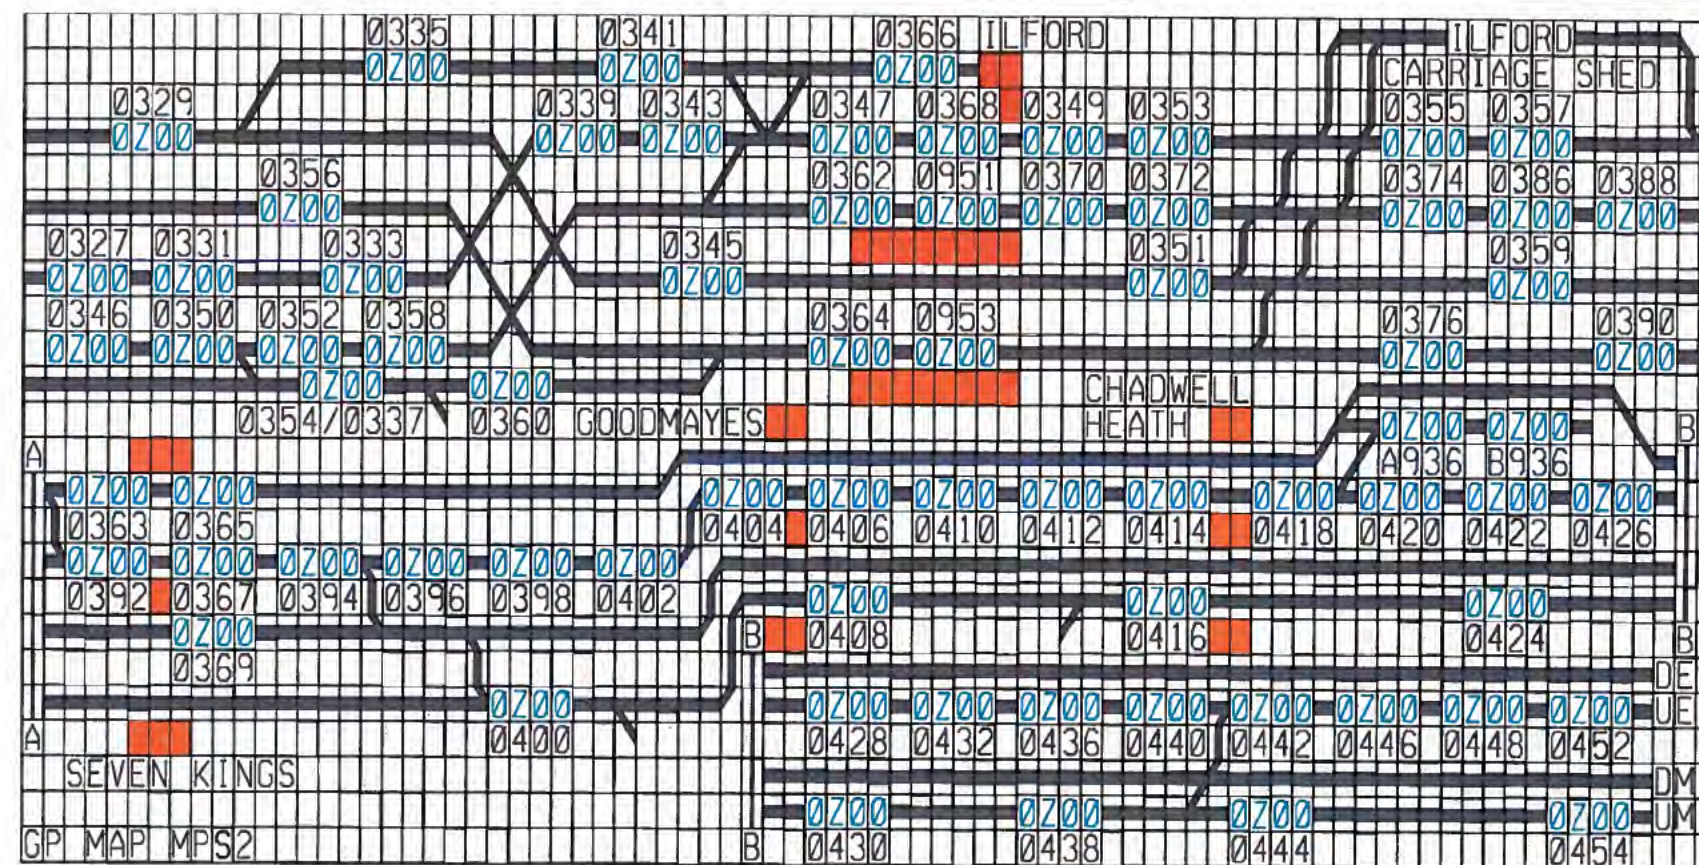 0335 0341 0366 ILFORD ILFORD
0Z00 0Z00 0Z00 CARRIAGE SHED
0329 0339 0343 0347 0368 0349 0353 0355 0357
0Z00 0Z00 0Z00 0Z00 0Z00 0Z00 0Z00 0Z00 0Z00
0356 0362 0951 0370 0372 0374 0386 0388
0Z00 0Z00 0Z00 0Z00 0Z00 0Z00 0Z00 0Z00
0327 0331 0333 0345 0351 0359
0Z00 0Z00 0Z00 0Z00 0Z00 0Z00
0346 0350 0352 0358 0364 0953 0376 0390
0Z00 0Z00 0Z00 0Z00 0Z00 0Z00 0Z00 0Z00
0Z00 0Z00 CHADWELL
0354/0337 0360 GOODMAYES HEATH 0Z00 0Z00 B
A A936 B936
0Z00 0Z00 0Z00 0Z00 0Z00 0Z00 0Z00 0Z00 0Z00 0Z00 0Z00
0363 0365 0404 0406 0410 0412 0414 0418 0420 0422 0426
0Z00 0Z00 0Z00 0Z00 0Z00 0Z00
0392 0367 0394 0396 0398 0402 0Z00 0Z00 0Z00
0Z00 B 0408 0416 0424 B
0369 DE
0Z00 0Z00 0Z00 0Z00 0Z00 0Z00 0Z00 0Z00 0Z00 UE
A 0400 0428 0432 0436 0440 0442 0446 0448 0452
SEVEN KINGS DM
0Z00 0Z00 0Z00 0Z00 UM
GP MAP MPS2 B 0430 0438 0444 0454